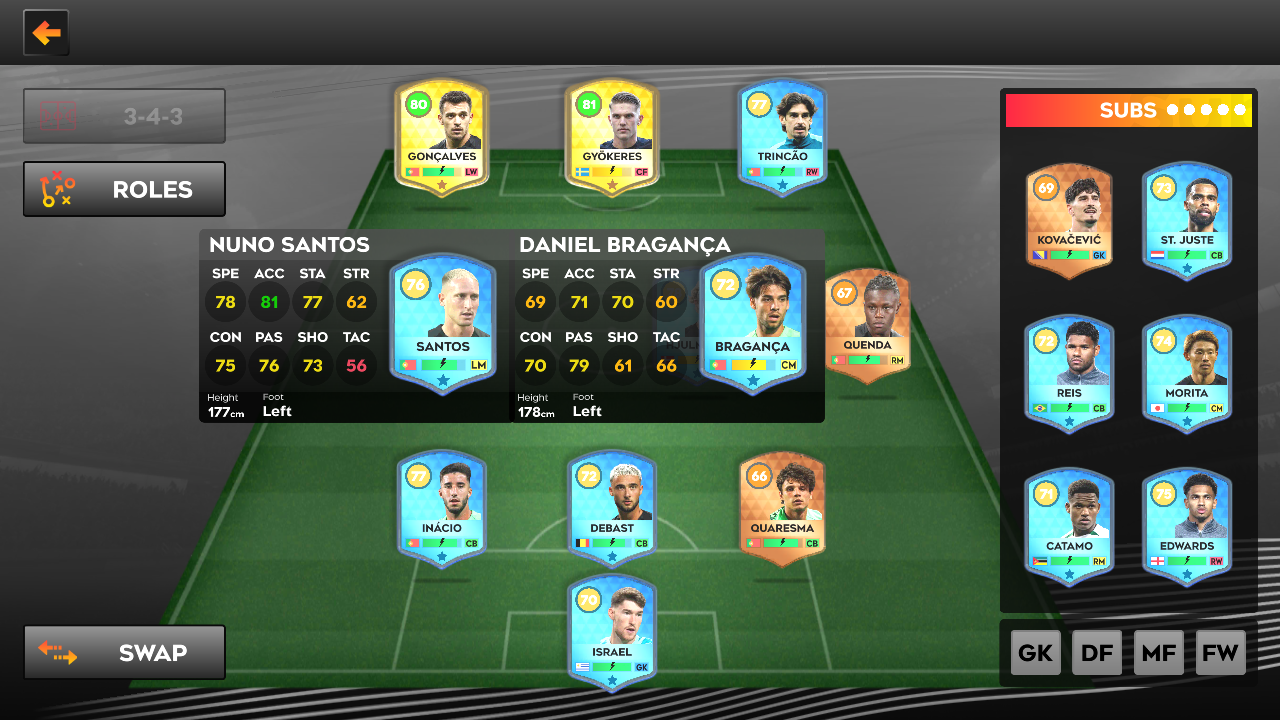 3-4-3
ROLES
80
GONÇALVES
LW
81
GYÖKERES
CF
77
TRINCÃO
RW
SUBS
69
KOVAČEVIĆ
GK
73
ST. JUSTE
CB
NUNO SANTOS
SPE ACC STA STR
78 81 77 62
CON PAS SHO TAC
75 76 73 56
Height Foot
177cm Left
76
SANTOS
LM
DANIEL BRAGANÇA
SPE ACC STA STR
69 71 70 60
CON PAS SHO TAC
70 79 61 66
Height Foot
178cm Left
72
BRAGANÇA
CM
67
QUENDA
RM
72
REIS
CB
74
MORITA
CM
77
INÁCIO
CB
72
DEBAST
CB
66
QUARESMA
CB
71
CATAMO
RM
75
EDWARDS
RW
70
ISRAEL
GK
SWAP
GK DF MF FW